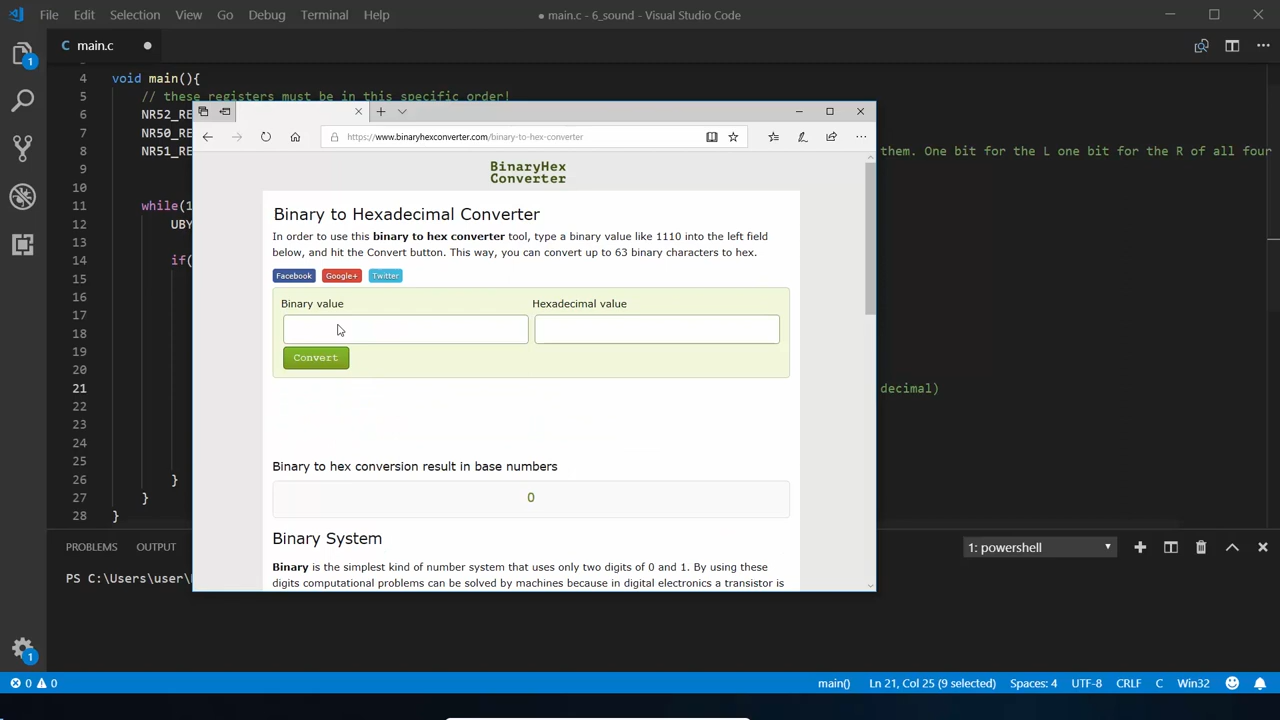 File Edit Selection View Go Debug Terminal Help
● main.c - 6_sound - Visual Studio Code
main.c
4 void main(){
5 // these registers must be in this specific order!
6 NR52_RE
7 NR50_RE
8 NR51_RE them. One bit for the L one bit for the R of all four
9
10
11 while(1
12 UBY
13
14 if(
15
16
17
18
19
20
21 decimal)
22
23
24
25
26 }
27 }
28 }
https://www.binaryhexconverter.com/binary-to-hex-converter
BinaryHex
Converter
Binary to Hexadecimal Converter
In order to use this binary to hex converter tool, type a binary value like 1110 into the left field
below, and hit the Convert button. This way, you can convert up to 63 binary characters to hex.
Facebook Google+ Twitter
Binary value Hexadecimal value
Convert
Binary to hex conversion result in base numbers
0
Binary System
Binary is the simplest kind of number system that uses only two digits of 0 and 1. By using these
digits computational problems can be solved by machines because in digital electronics a transistor is
PROBLEMS OUTPUT 1: powershell
PS C:\Users\user\
0 0 main() Ln 21, Col 25 (9 selected) Spaces: 4 UTF-8 CRLF C Win32
1
1